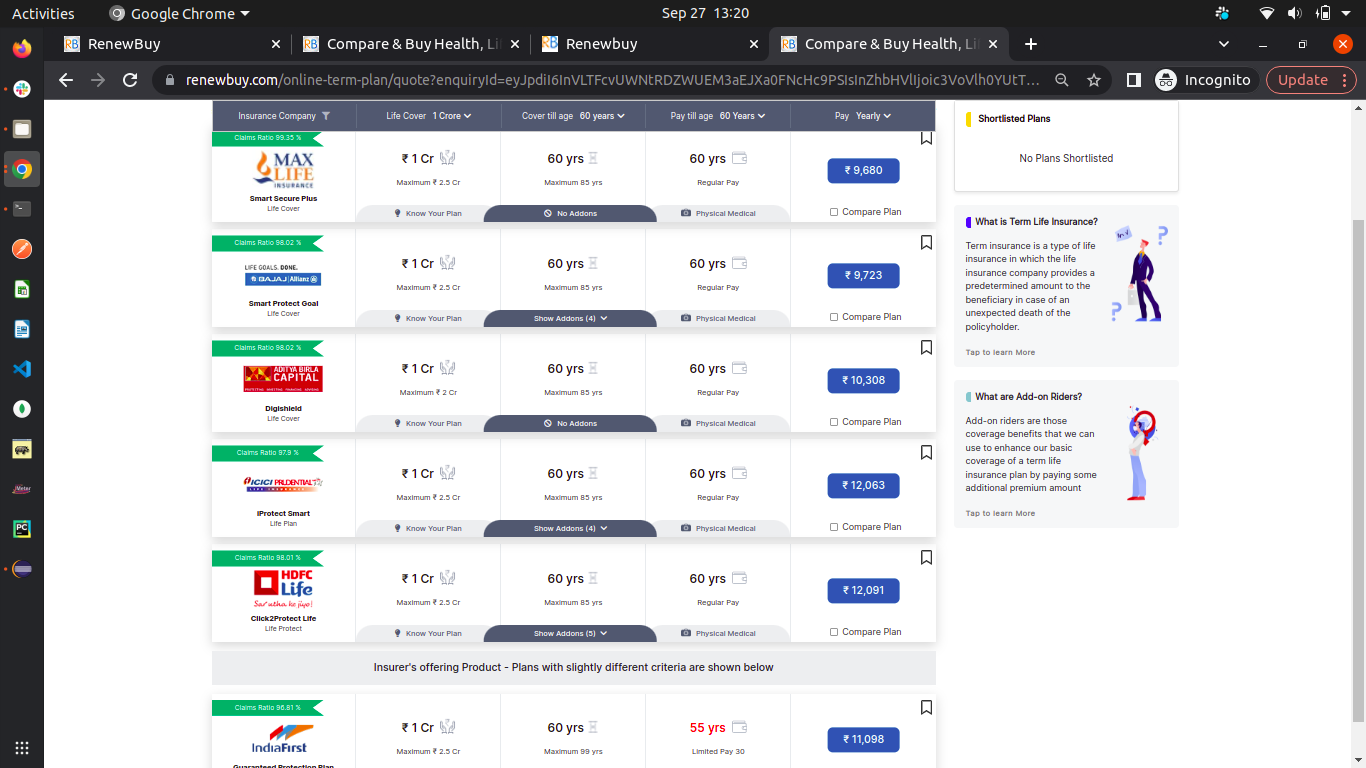 Activities
Google Chrome
Sep 27 13:20
RenewBuy
Compare & Buy Health, Li
Renewbuy
Compare & Buy Health, Li
renewbuy.com/online-term-plan/quote?enquiryId=
Incognito
Update
Insurance Company
Life Cover 1 Crore
Cover till age 60 years
Pay till age 60 Years
Pay Yearly
Claims Ratio 99.35 %
MAX
LIFE
INSURANCE
Smart Secure Plus
Life Cover
₹ 1 Cr
Maximum ₹ 2.5 Cr
60 yrs
Maximum 85 yrs
60 yrs
Regular Pay
₹ 9,680
Know Your Plan
No Addons
Physical Medical
Compare Plan
Claims Ratio 98.02 %
LIFE GOALS. DONE.
BAJAJ Allianz
Smart Protect Goal
Life Cover
₹ 1 Cr
Maximum ₹ 2.5 Cr
60 yrs
Maximum 85 yrs
60 yrs
Regular Pay
₹ 9,723
Know Your Plan
Show Addons (4)
Physical Medical
Compare Plan
Claims Ratio 98.02 %
ADITYA BIRLA
CAPITAL
Digishield
Life Cover
₹ 1 Cr
Maximum ₹ 2 Cr
60 yrs
Maximum 85 yrs
60 yrs
Regular Pay
₹ 10,308
Know Your Plan
No Addons
Physical Medical
Compare Plan
Claims Ratio 97.9 %
ICICI PRUDENTIAL
LIFE INSURANCE
iProtect Smart
Life Plan
₹ 1 Cr
Maximum ₹ 2.5 Cr
60 yrs
Maximum 85 yrs
60 yrs
Regular Pay
₹ 12,063
Know Your Plan
Show Addons (4)
Physical Medical
Compare Plan
Claims Ratio 98.01 %
HDFC
Life
Sar utha ke jiyo!
Click2Protect Life
Life Protect
₹ 1 Cr
Maximum ₹ 2.5 Cr
60 yrs
Maximum 85 yrs
60 yrs
Regular Pay
₹ 12,091
Know Your Plan
Show Addons (5)
Physical Medical
Compare Plan
Insurer's offering Product - Plans with slightly different criteria are shown below
Claims Ratio 96.81 %
IndiaFirst
Guaranteed Protection Plan
₹ 1 Cr
Maximum ₹ 2.5 Cr
60 yrs
Maximum 99 yrs
55 yrs
Limited Pay 30
₹ 11,098
Shortlisted Plans
No Plans Shortlisted
What is Term Life Insurance?
Term insurance is a type of life
insurance in which the life
insurance company provides a
predetermined amount to the
beneficiary in case of an
unexpected death of the
policyholder.
Tap to learn More
What are Add-on Riders?
Add-on riders are those
coverage benefits that we can
use to enhance our basic
coverage of a term life
insurance plan by paying some
additional premium amount
Tap to learn More